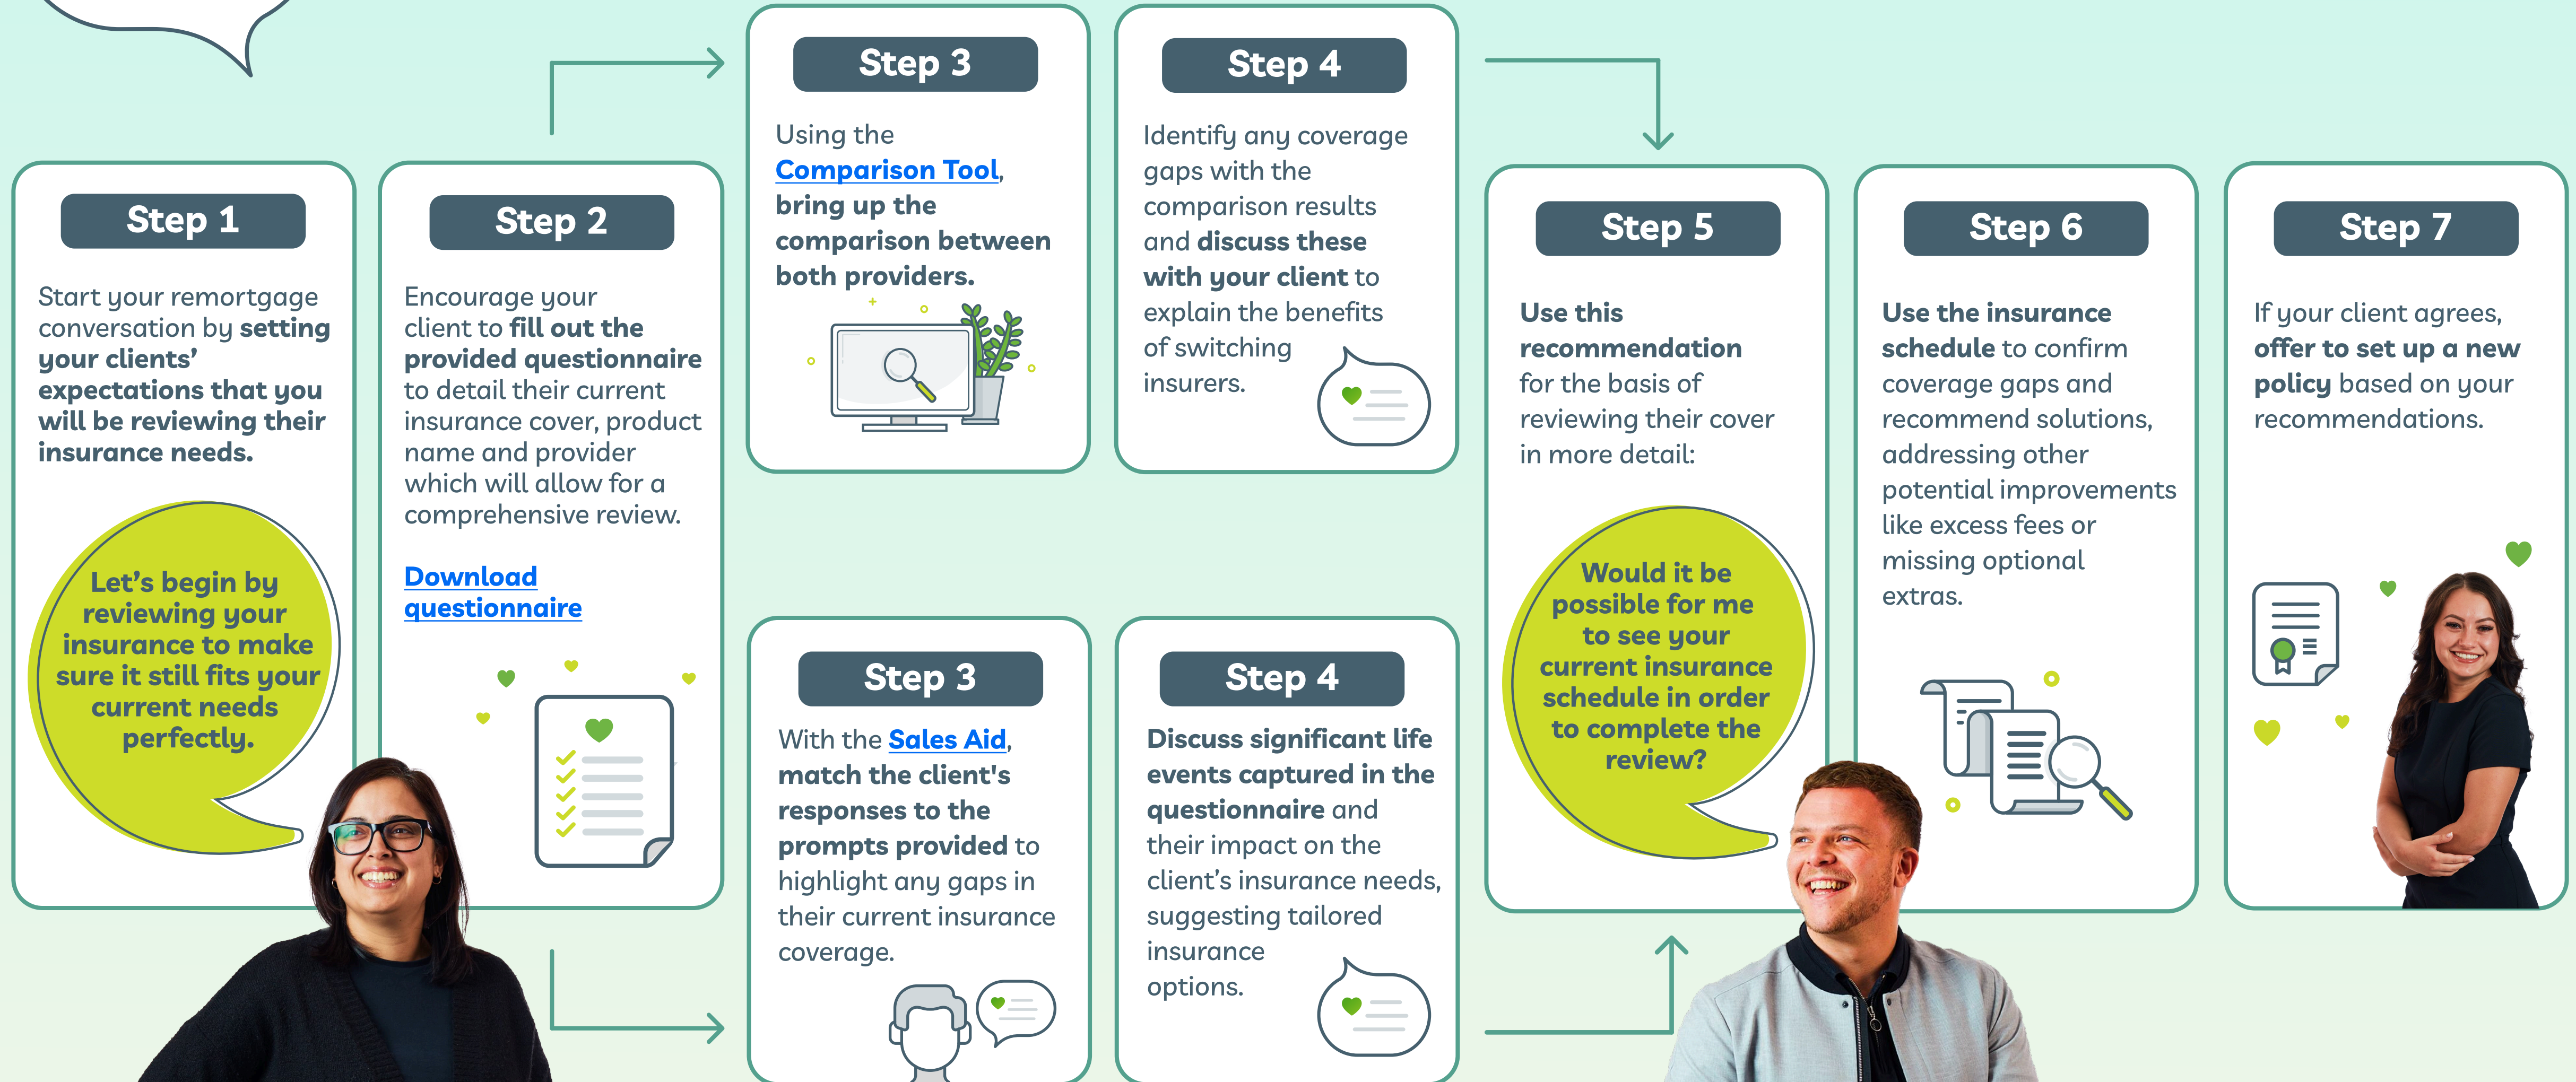 Step 1
Start your remortgage
conversation by setting
your clients’
expectations that you
will be reviewing their
insurance needs.
Let’s begin by
reviewing your
insurance to make
sure it still fits your
current needs
perfectly.
Step 2
Encourage your
client to fill out the
provided questionnaire
to detail their current
insurance cover, product
name and provider
which will allow for a
comprehensive review.
Download
questionnaire
Step 3
Using the
Comparison Tool,
bring up the
comparison between
both providers.
Step 4
Identify any coverage
gaps with the
comparison results
and discuss these
with your client to
explain the benefits
of switching
insurers.
Step 3
With the Sales Aid,
match the client's
responses to the
prompts provided to
highlight any gaps in
their current insurance
coverage.
Step 4
Discuss significant life
events captured in the
questionnaire and
their impact on the
client’s insurance needs,
suggesting tailored
insurance
options.
Step 5
Use this
recommendation
for the basis of
reviewing their cover
in more detail:
Would it be
possible for me
to see your
current insurance
schedule in order
to complete the
review?
Step 6
Use the insurance
schedule to confirm
coverage gaps and
recommend solutions,
addressing other
potential improvements
like excess fees or
missing optional
extras.
Step 7
If your client agrees,
offer to set up a new
policy based on your
recommendations.